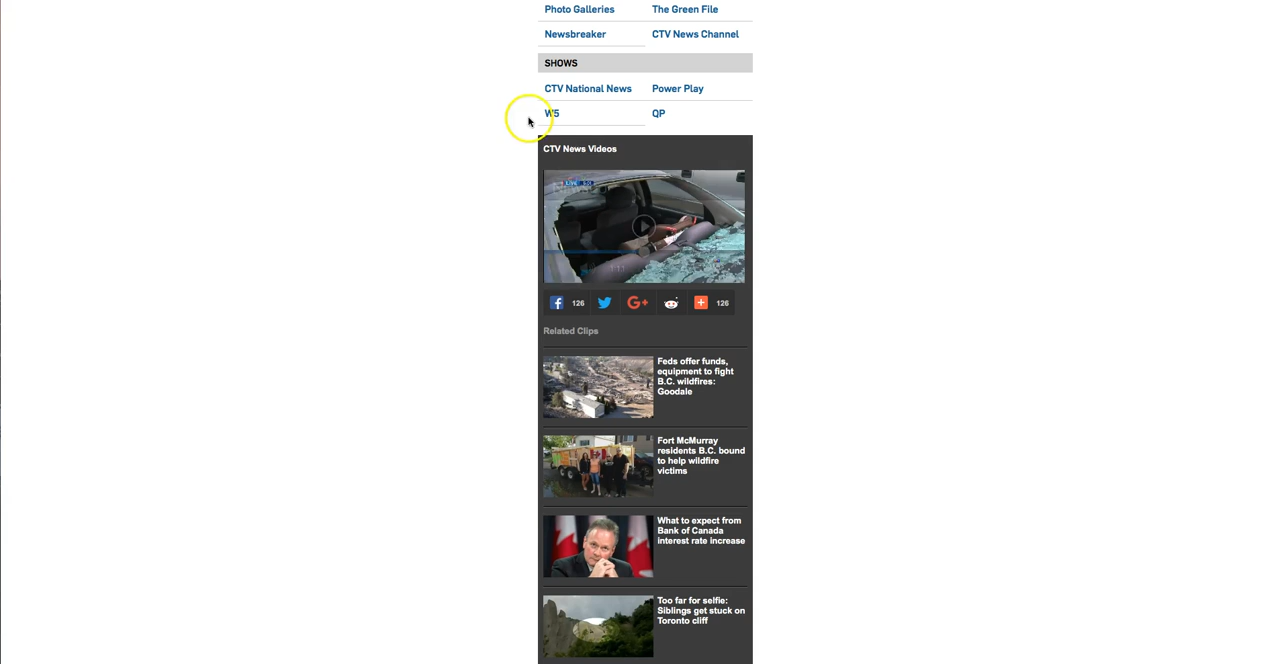 Photo Galleries
The Green File
Newsbreaker
CTV News Channel
SHOWS
CTV National News
Power Play
W5
QP
CTV News Videos
126
126
Related Clips
Feds offer funds,
equipment to fight
B.C. wildfires:
Goodale
Fort McMurray
residents B.C. bound
to help wildfire
victims
What to expect from
Bank of Canada
interest rate increase
Too far for selfie:
Siblings get stuck on
Toronto cliff